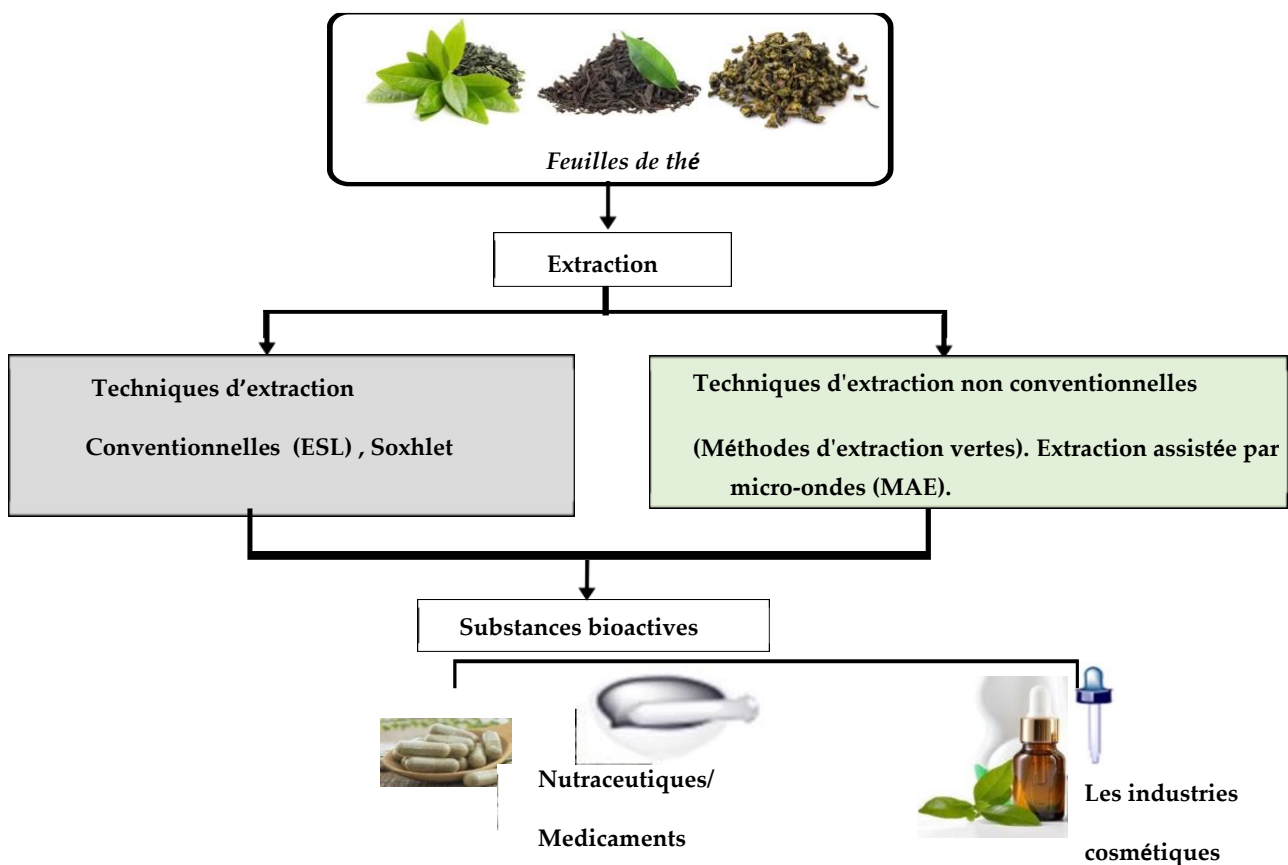 Feuilles de thé
Extraction
Techniques d’extraction
Conventionnelles (ESL) , Soxhlet
Techniques d'extraction non conventionnelles
(Méthodes d'extraction vertes). Extraction assistée par
micro-ondes (MAE).
Substances bioactives
Nutraceutiques/
Medicaments
Les industries
cosmétiques